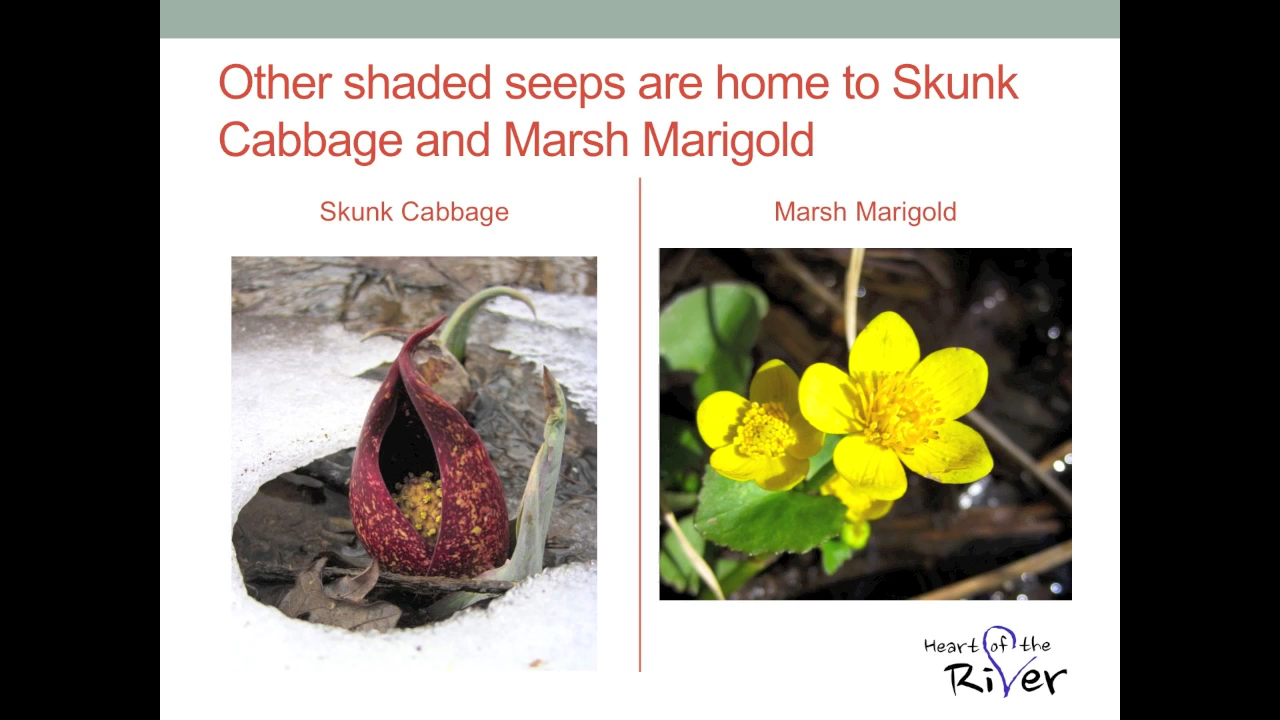 Other shaded seeps are home to Skunk
Cabbage and Marsh Marigold
Skunk Cabbage
Marsh Marigold
Heart of the
River